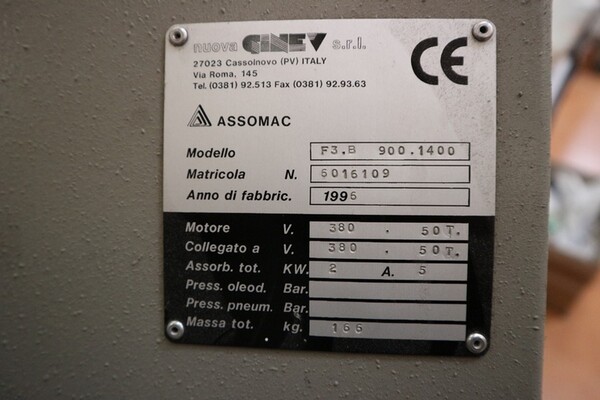 nuova CINEV s.r.l.
27023 Cassolnovo (PV) ITALY
Via Roma, 145
Tel. (0381) 92.513 Fax (0381) 92.93.63
CE
ASSOMAC
Modello F3.B 900.1400
Matricola N. 6016109
Anno di fabbric. 1996
Motore V. 380 . 50T.
Collegato a V. 380 . 50T.
Assorb. tot. KW. 2 A. 5
Press. oleod. Bar.
Press. pneum. Bar.
Massa tot. kg. 166